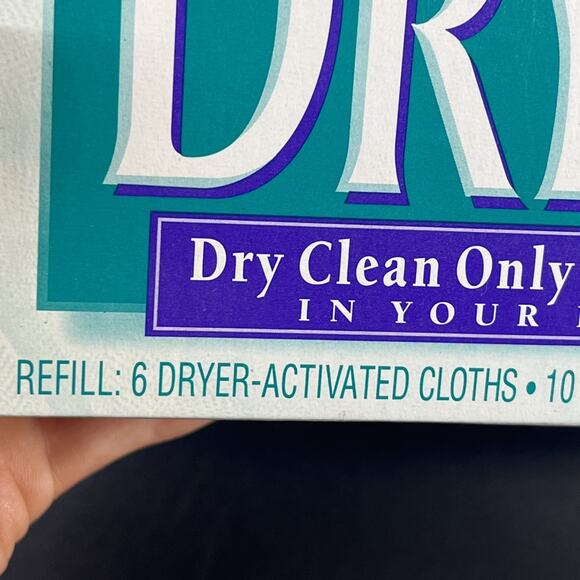 DR
Dry Clean Only
IN YOUR
REFILL: 6 DRYER-ACTIVATED CLOTHS • 10